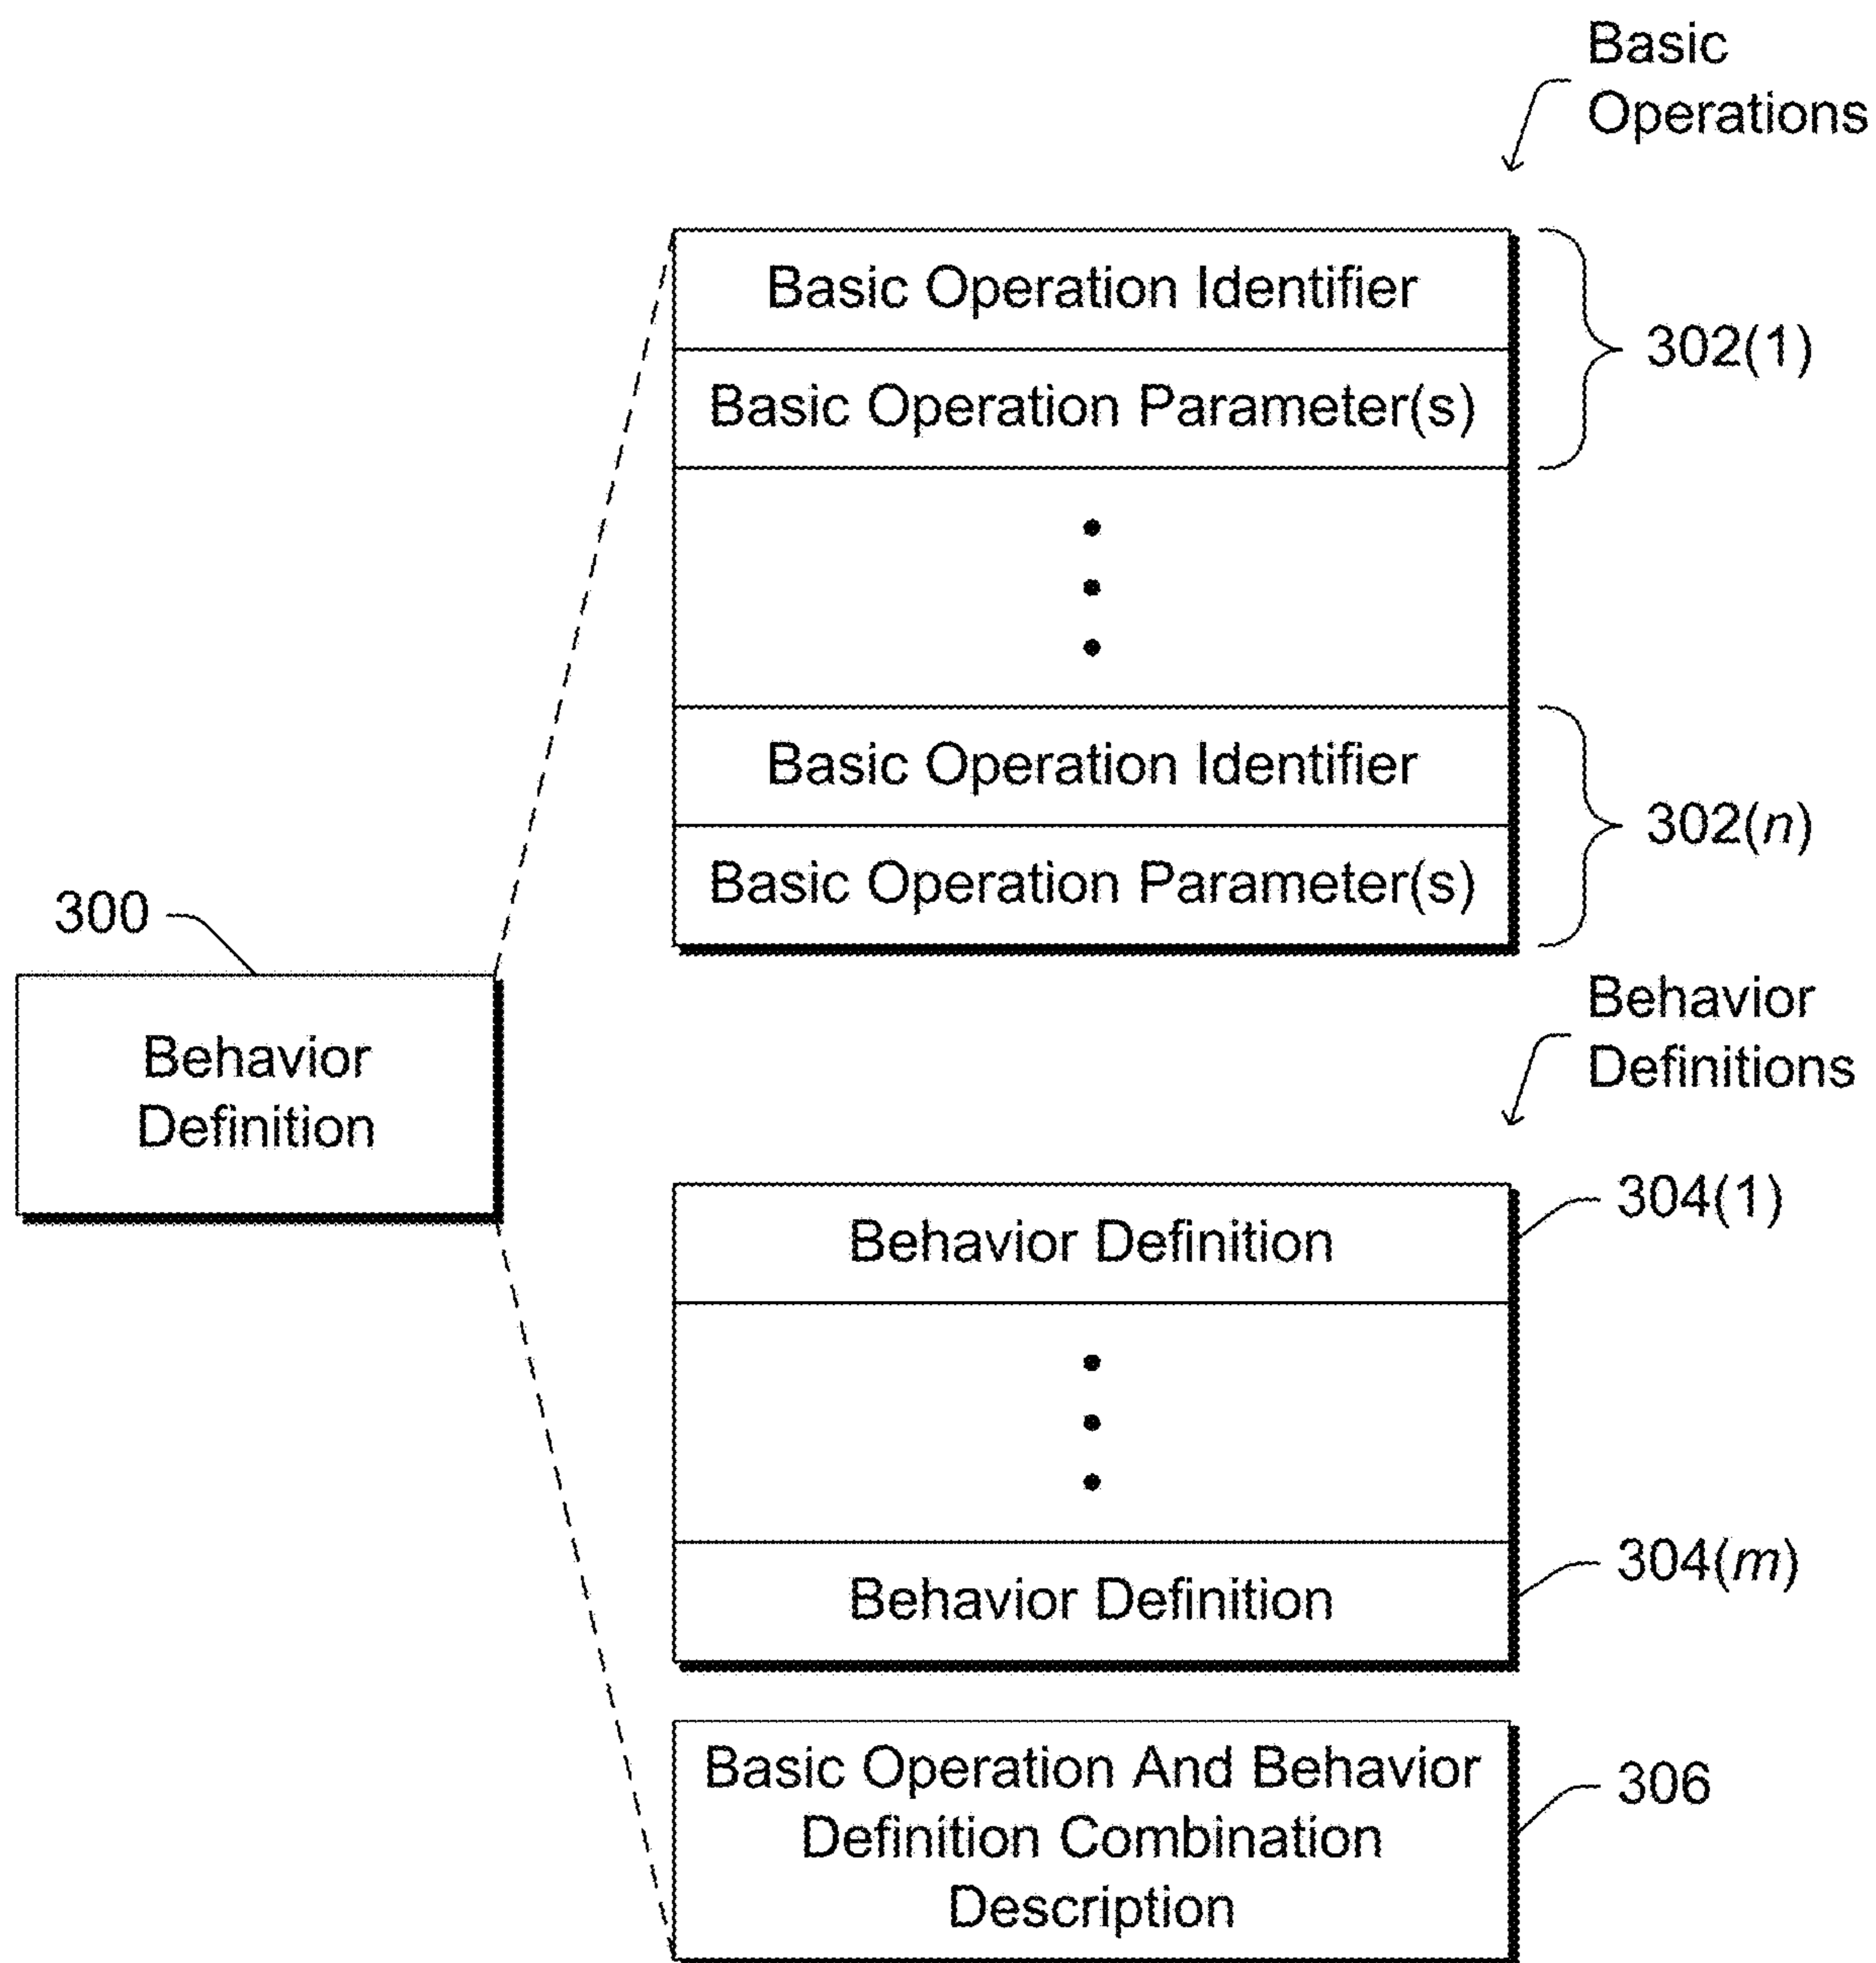 Basic
Operations
Basic Operation Identifier
302(1)
Basic Operation Parameter(s)
Basic Operation Identifier
302(n)
Basic Operation Parameter(s)
300
Behavior
Definition
Behavior
Definitions
304(1)
Behavior Definition
304(m)
Behavior Definition
Basic Operation And Behavior
Definition Combination
Description
306